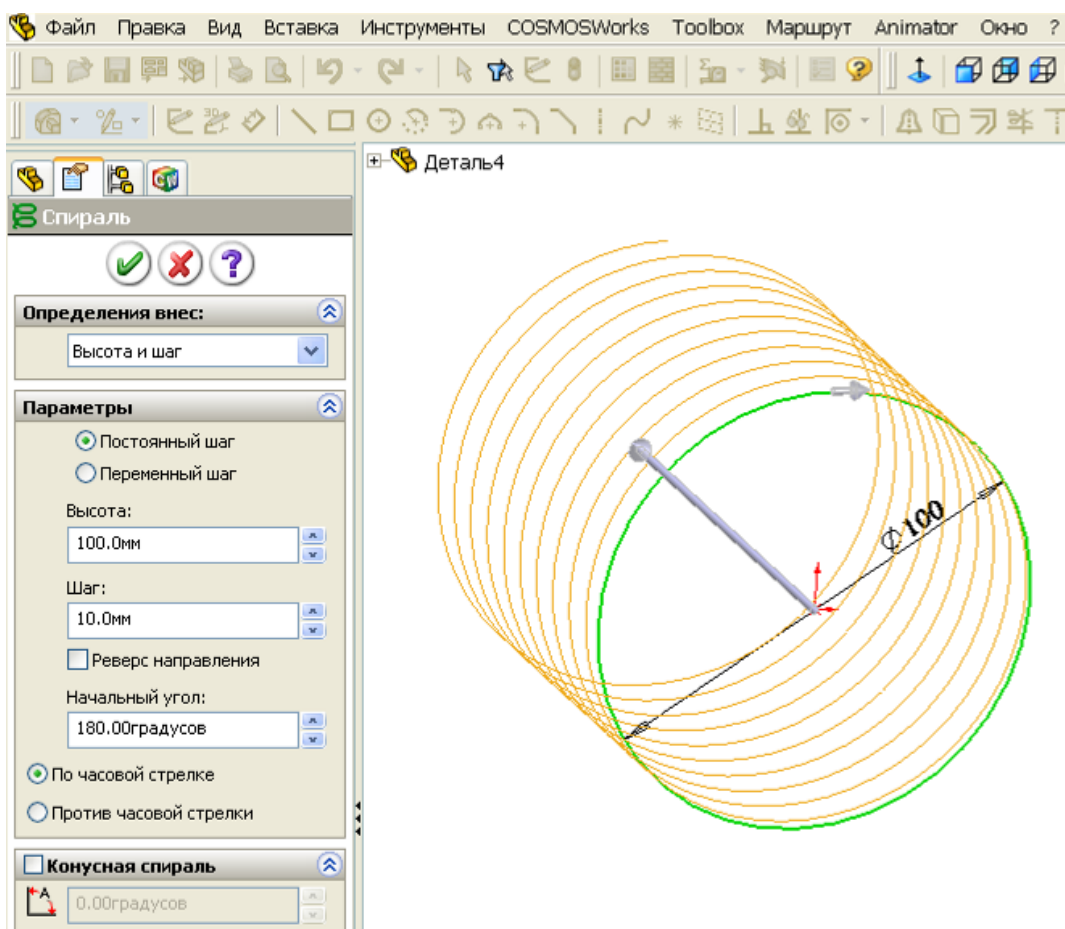 Файл Правка Вид Вставка Инструменты COSMOSWorks Toolbox Маршрут Animator Окно ?
Деталь4
Спираль
Определения внес:
Высота и шаг
Параметры
Постоянный шаг
Переменный шаг
Высота:
100.0мм
Шаг:
10.0мм
Реверс направления
Начальный угол:
180.00градусов
По часовой стрелке
Против часовой стрелки
Конусная спираль
A
0.00градусов
∅100